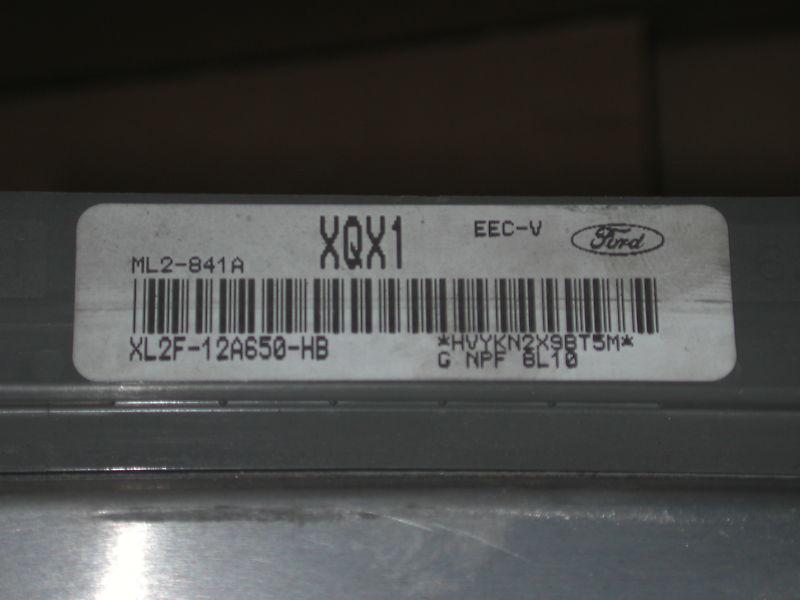 XQX1
EEC-V
Ford
ML2-841A
XL2F-12A650-HB
*HVYKN2X9BT5M*
G NPF 8L10